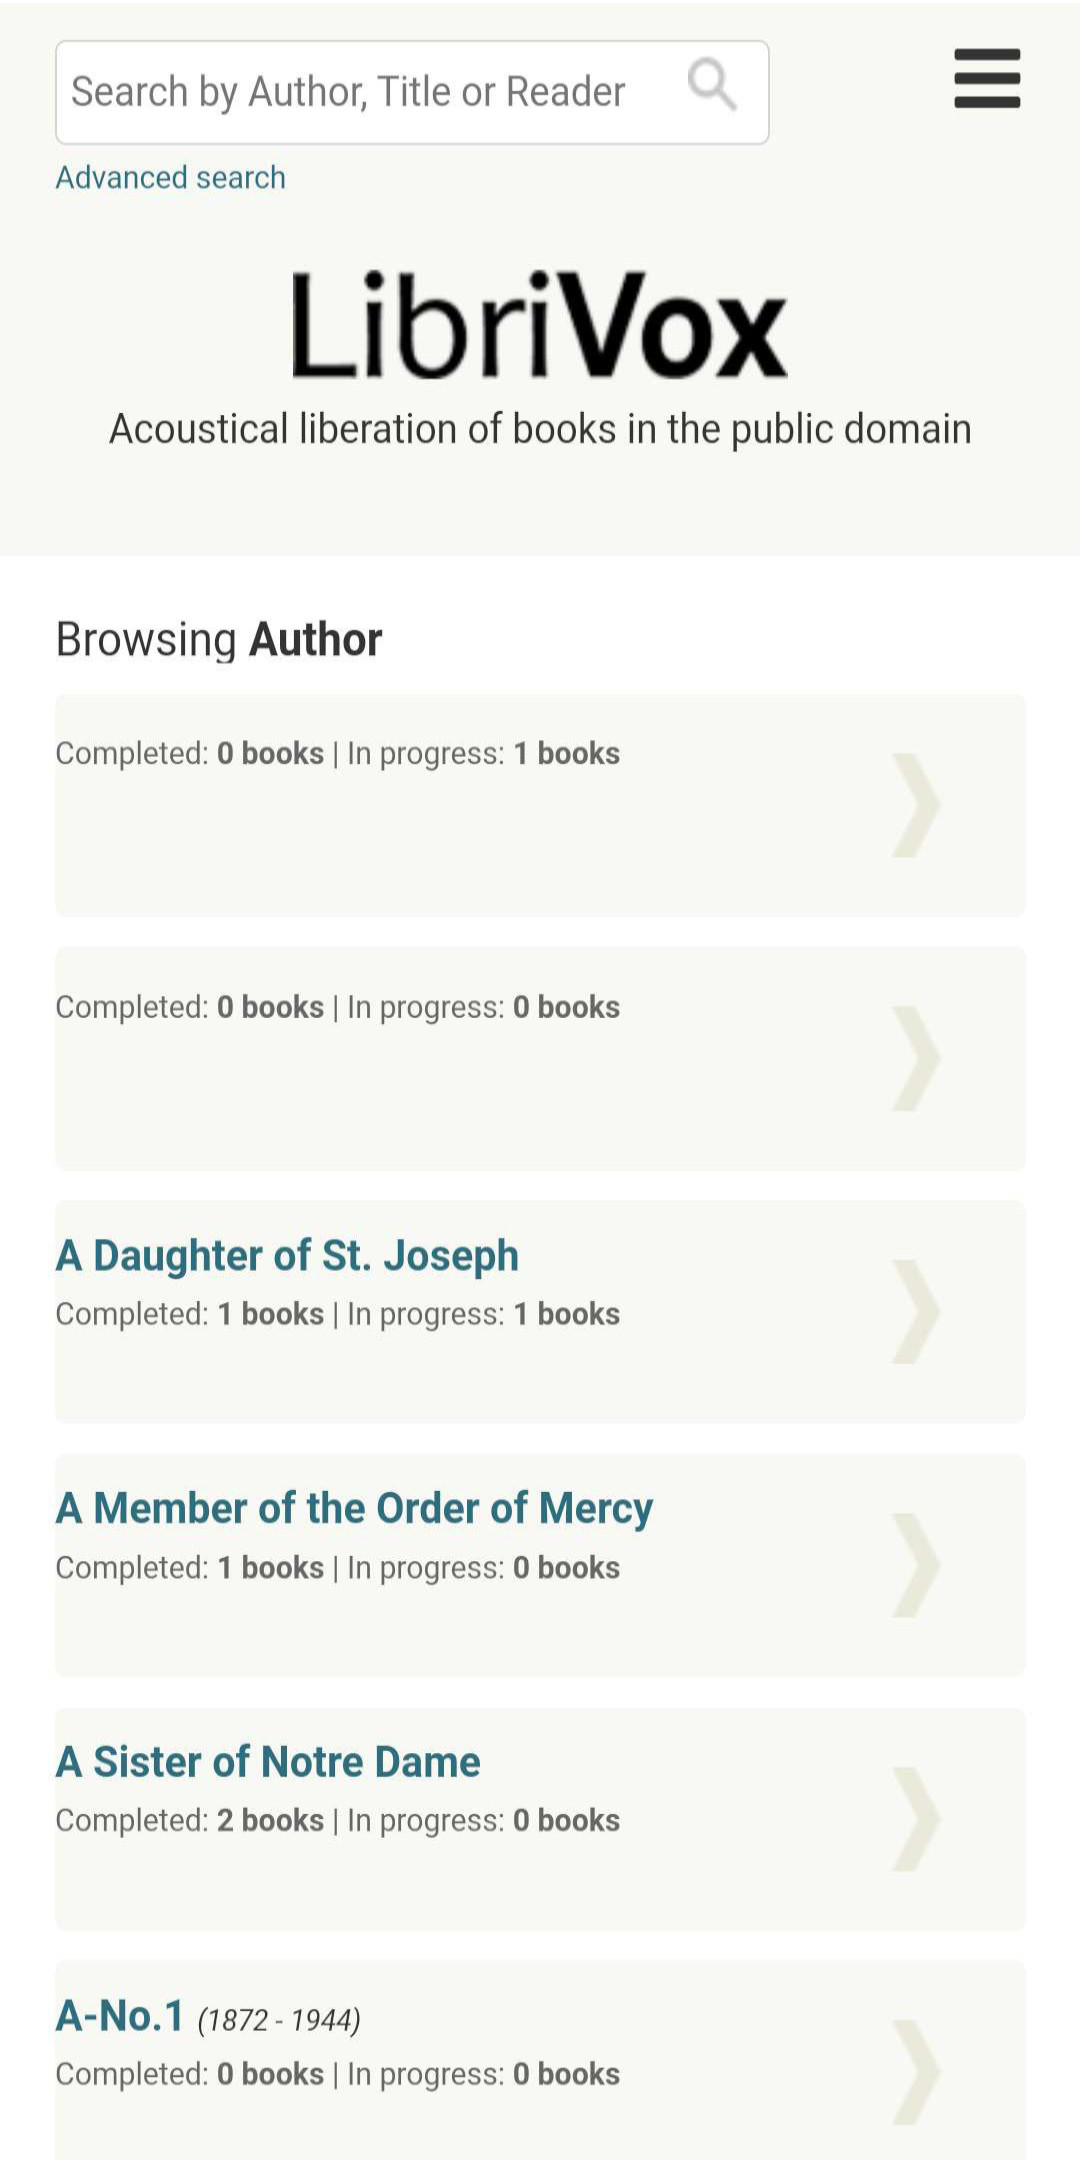 Search by Author, Title or Reader
Advanced search
LibriVox
Acoustical liberation of books in the public domain
Browsing Author
Completed: 0 books | In progress: 1 books
Completed: 0 books | In progress: 0 books
A Daughter of St. Joseph
Completed: 1 books | In progress: 1 books
A Member of the Order of Mercy
Completed: 1 books | In progress: 0 books
A Sister of Notre Dame
Completed: 2 books | In progress: 0 books
A-No.1 (1872 - 1944)
Completed: 0 books | In progress: 0 books